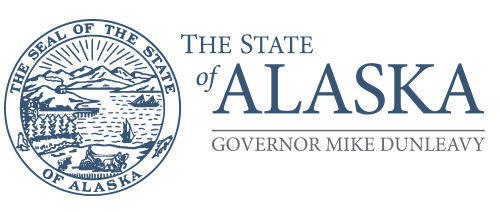 THE SEAL OF THE STATE
OF ALASKA
THE STATE
of ALASKA
GOVERNOR MIKE DUNLEAVY